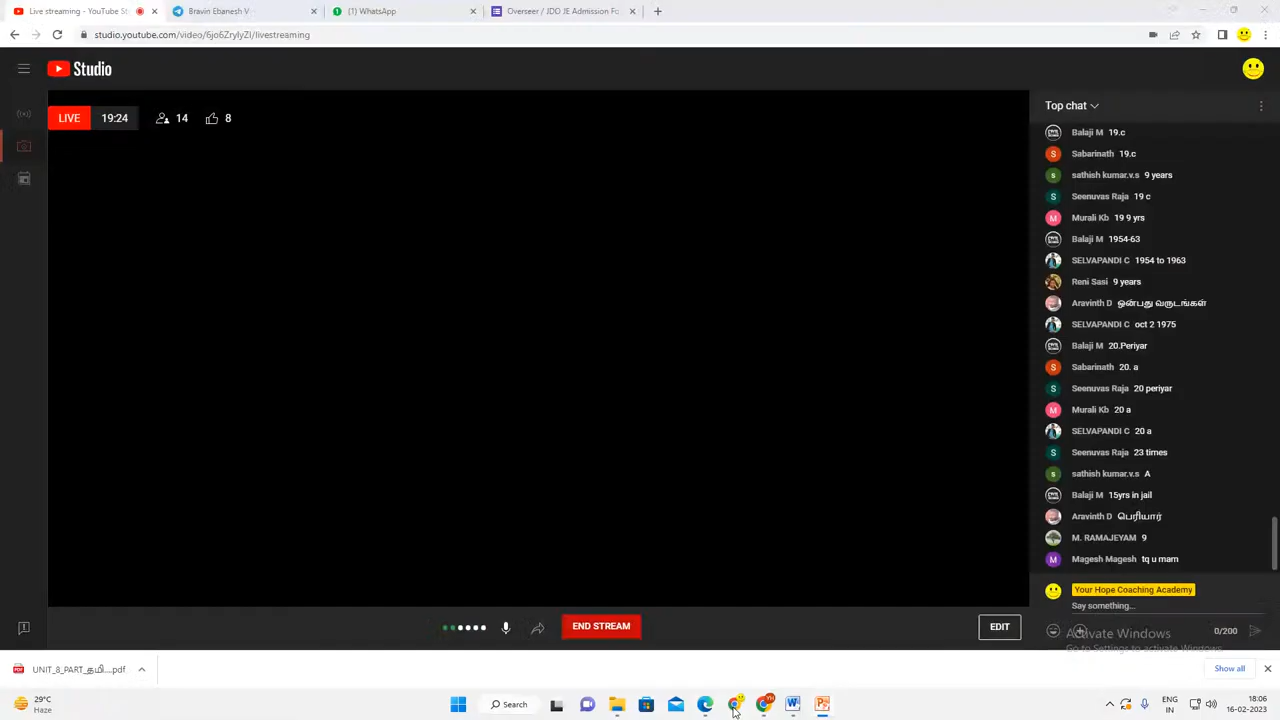 Live streaming - YouTube St
Bravin Ebanesh V
(1) WhatsApp
Overseer / JDO JE Admission Fo
studio.youtube.com/video/6jo6ZrylyZI/livestreaming
Studio
LIVE 19:24 14 8
Top chat
Balaji M 19.c
S Sabarinath 19.c
s sathish kumar.v.s 9 years
S Seenuvas Raja 19 c
M Murali Kb 19 9 yrs
Balaji M 1954-63
SELVAPANDI C 1954 to 1963
Reni Sasi 9 years
Aravinth D ஒன்பது வருடங்கள்
SELVAPANDI C oct 2 1975
Balaji M 20.Periyar
S Sabarinath 20. a
S Seenuvas Raja 20 periyar
M Murali Kb 20 a
SELVAPANDI C 20 a
S Seenuvas Raja 23 times
s sathish kumar.v.s A
Balaji M 15yrs in jail
Aravinth D பெரியார்
M. RAMAJEYAM 9
M Magesh Magesh tq u mam
Your Hope Coaching Academy
Say something...
0/200
END STREAM
EDIT
Activate Windows
Go to Settings to activate Windows.
UNIT_8_PART_தமி....pdf
Show all
29°C
Haze
Search
ENG
IN
18:06
16-02-2023